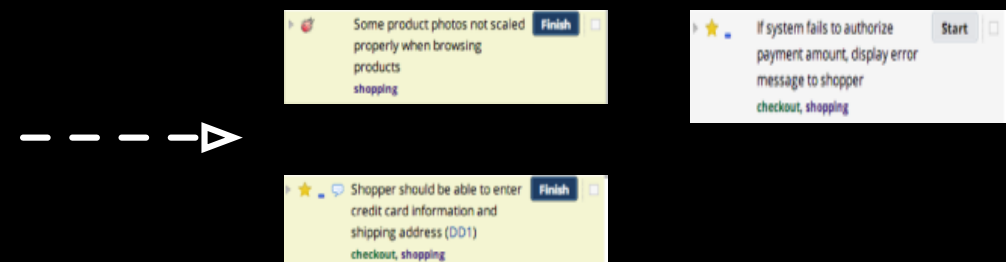 Some product photos not scaled Finish
properly when browsing
products
shopping
Shopper should be able to enter Finish
credit card information and
shipping address (DD1)
checkout, shopping
If system fails to authorize Start
payment amount, display error
message to shopper
checkout, shopping